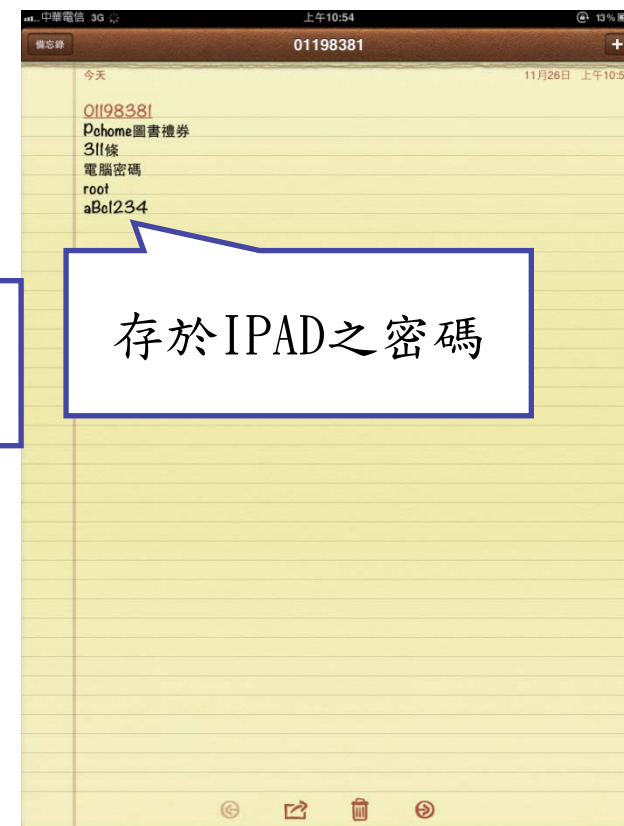 中華電信 3G 上午10:54 13%
備忘錄 01198381 +
今天 11月26日 上午10:5
01198381
Pchome圖書禮券
311條
電腦密碼
root
aBc1234
存於IPAD之密碼